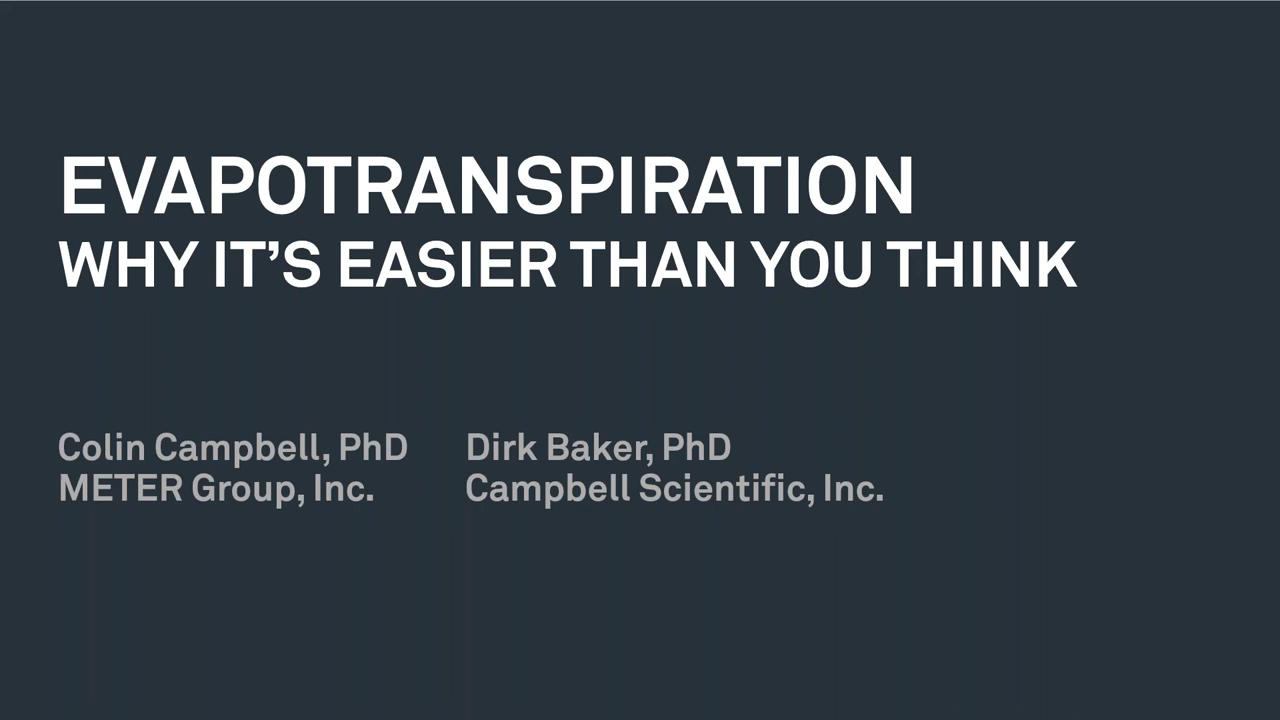 EVAPOTRANSPIRATION
WHY IT’S EASIER THAN YOU THINK
Colin Campbell, PhD
METER Group, Inc.
Dirk Baker, PhD
Campbell Scientific, Inc.